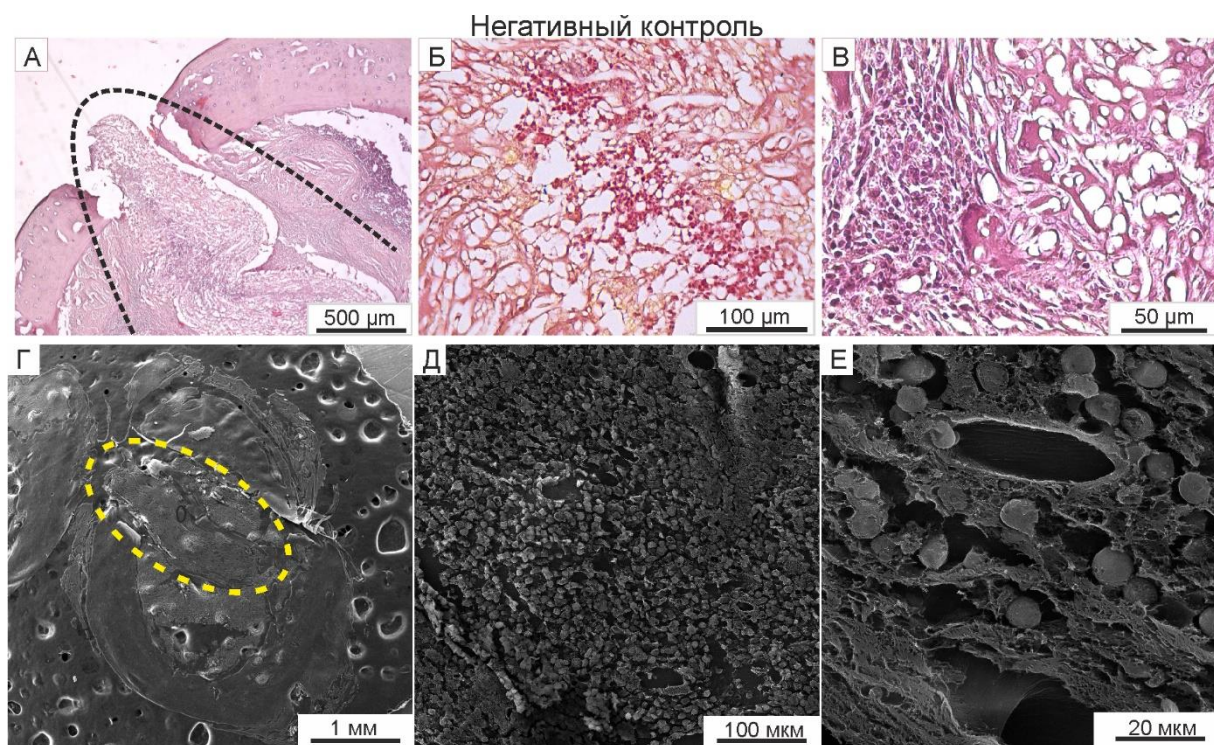 Негативный контроль
А
Б
В
500 µm
100 µm
50 µm
Г
Д
Е
1 мм
100 мкм
20 мкм